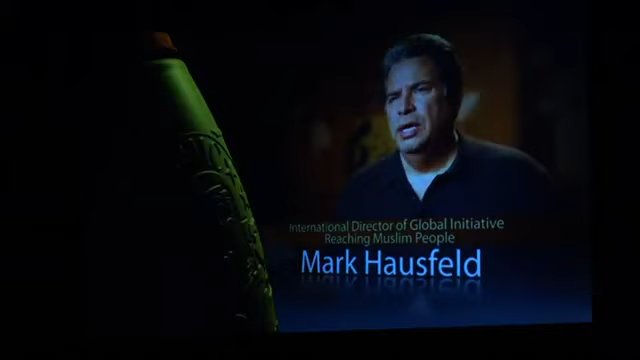 International Director of Global Initiative
Reaching Muslim People
Mark Hausfeld